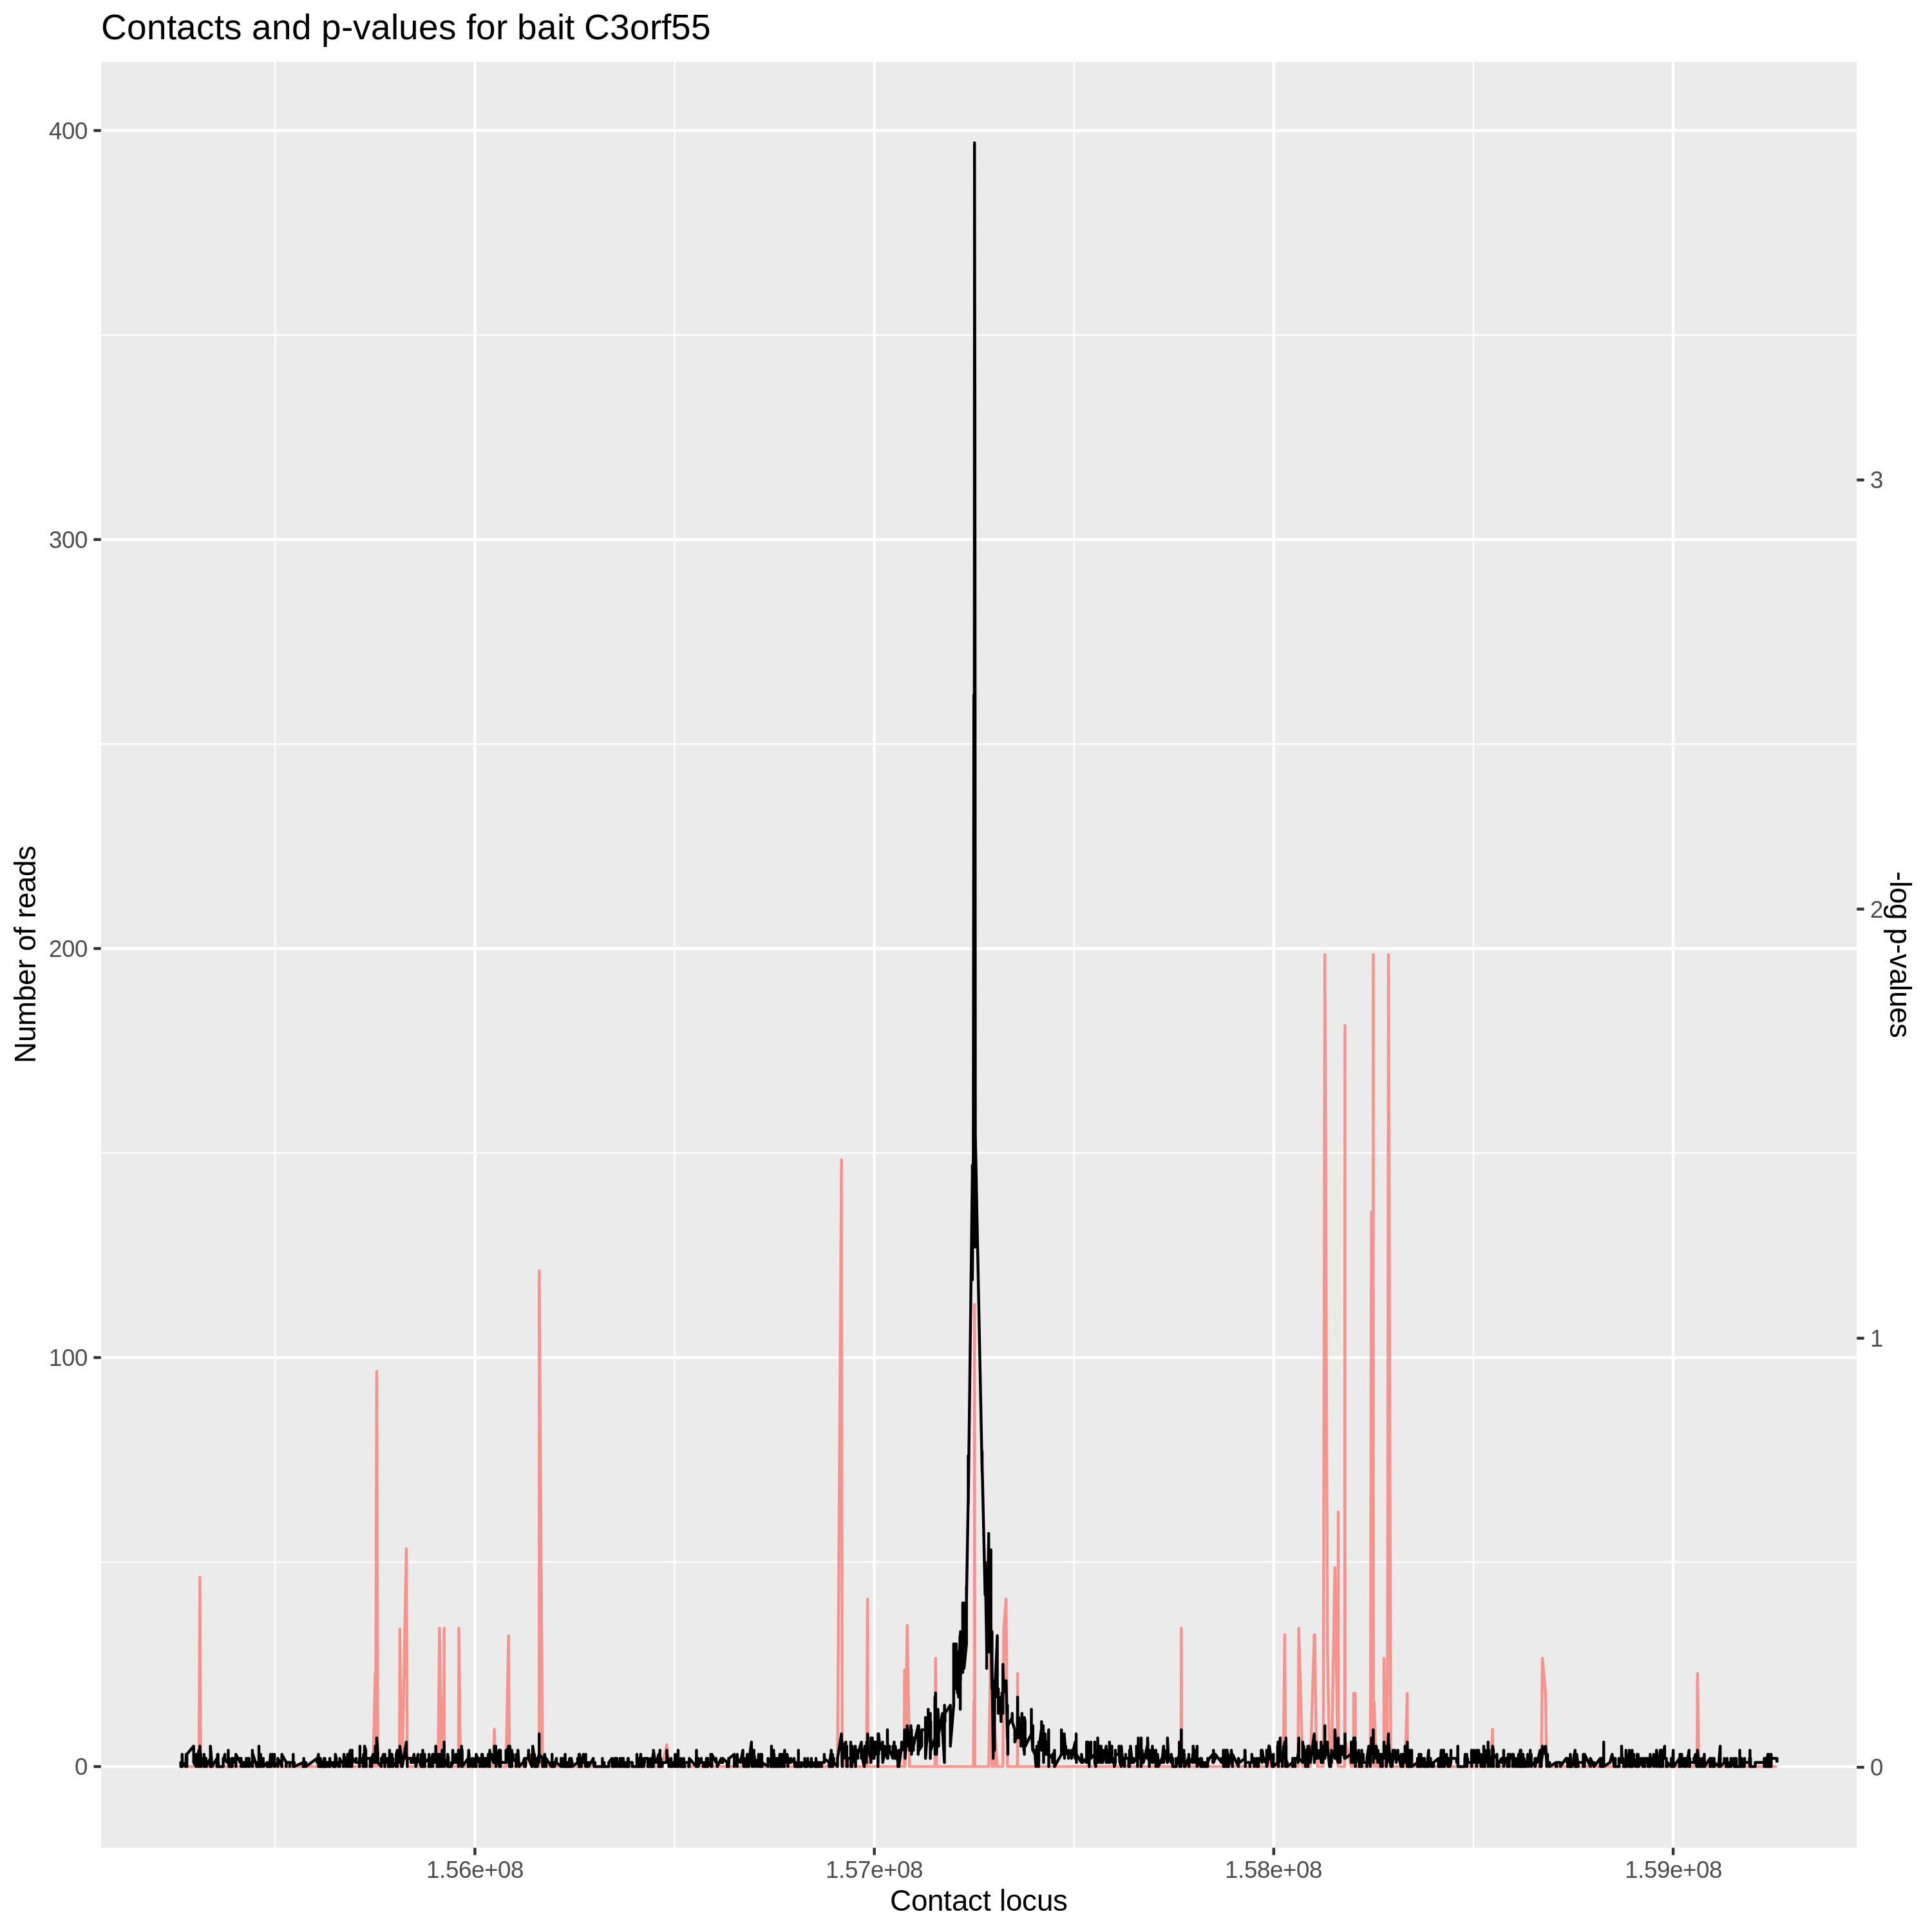 Contacts and p-values for bait C3orf55
400
300
200
100
0
Number of reads
3
2
1
0
-log p-values
1.56e+08
1.57e+08
1.58e+08
1.59e+08
Contact locus